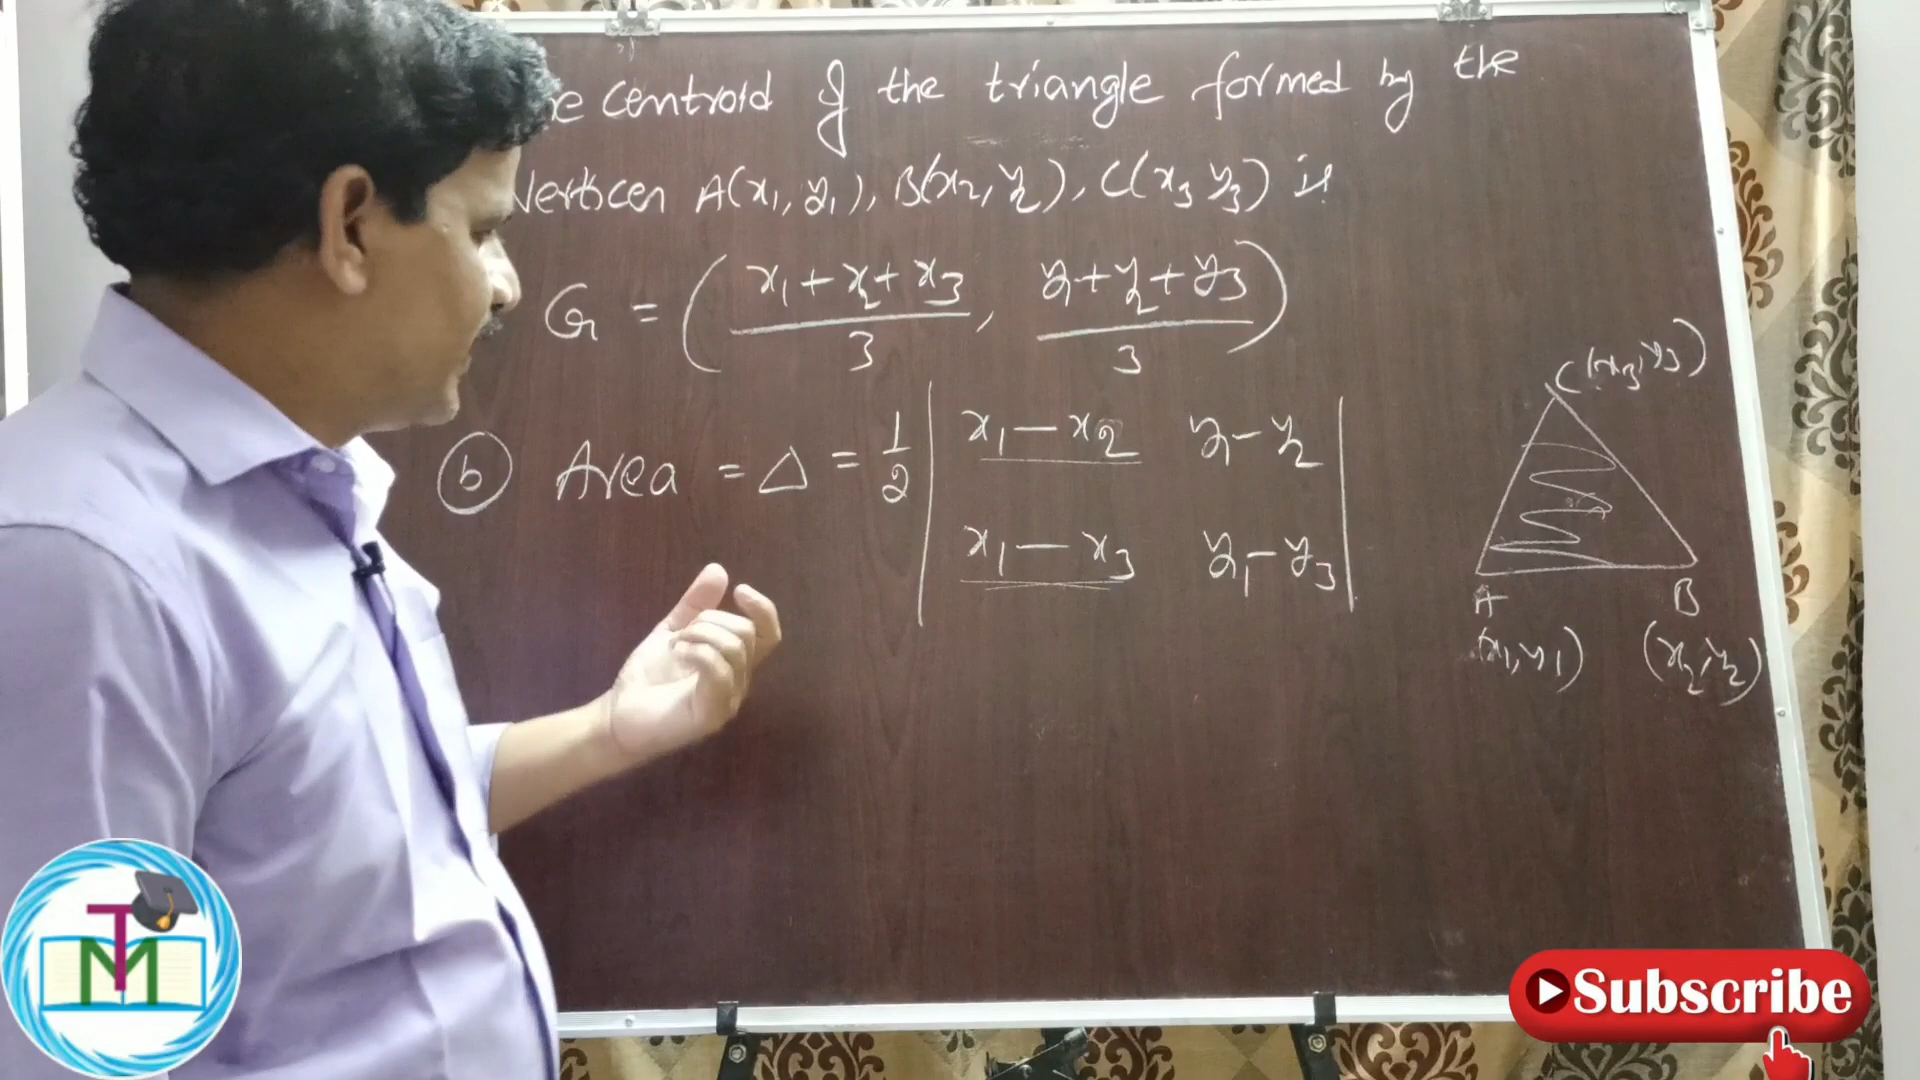 e centroid of the triangle formed by the
Vertices A(x₁, y₁), B(x₂, y₂), C(x₃ y₃) is
G = ( x₁ + x₂ + x₃ / 3 , y₁ + y₂ + y₃ / 3 )
C(x₃, y₃)
(b) Area = Δ = 1/2 | x₁ − x₂ y₁ − y₂ |
| x₁ − x₃ y₁ − y₃ |
A B
(x₁, y₁) (x₂, y₂)
TM
Subscribe